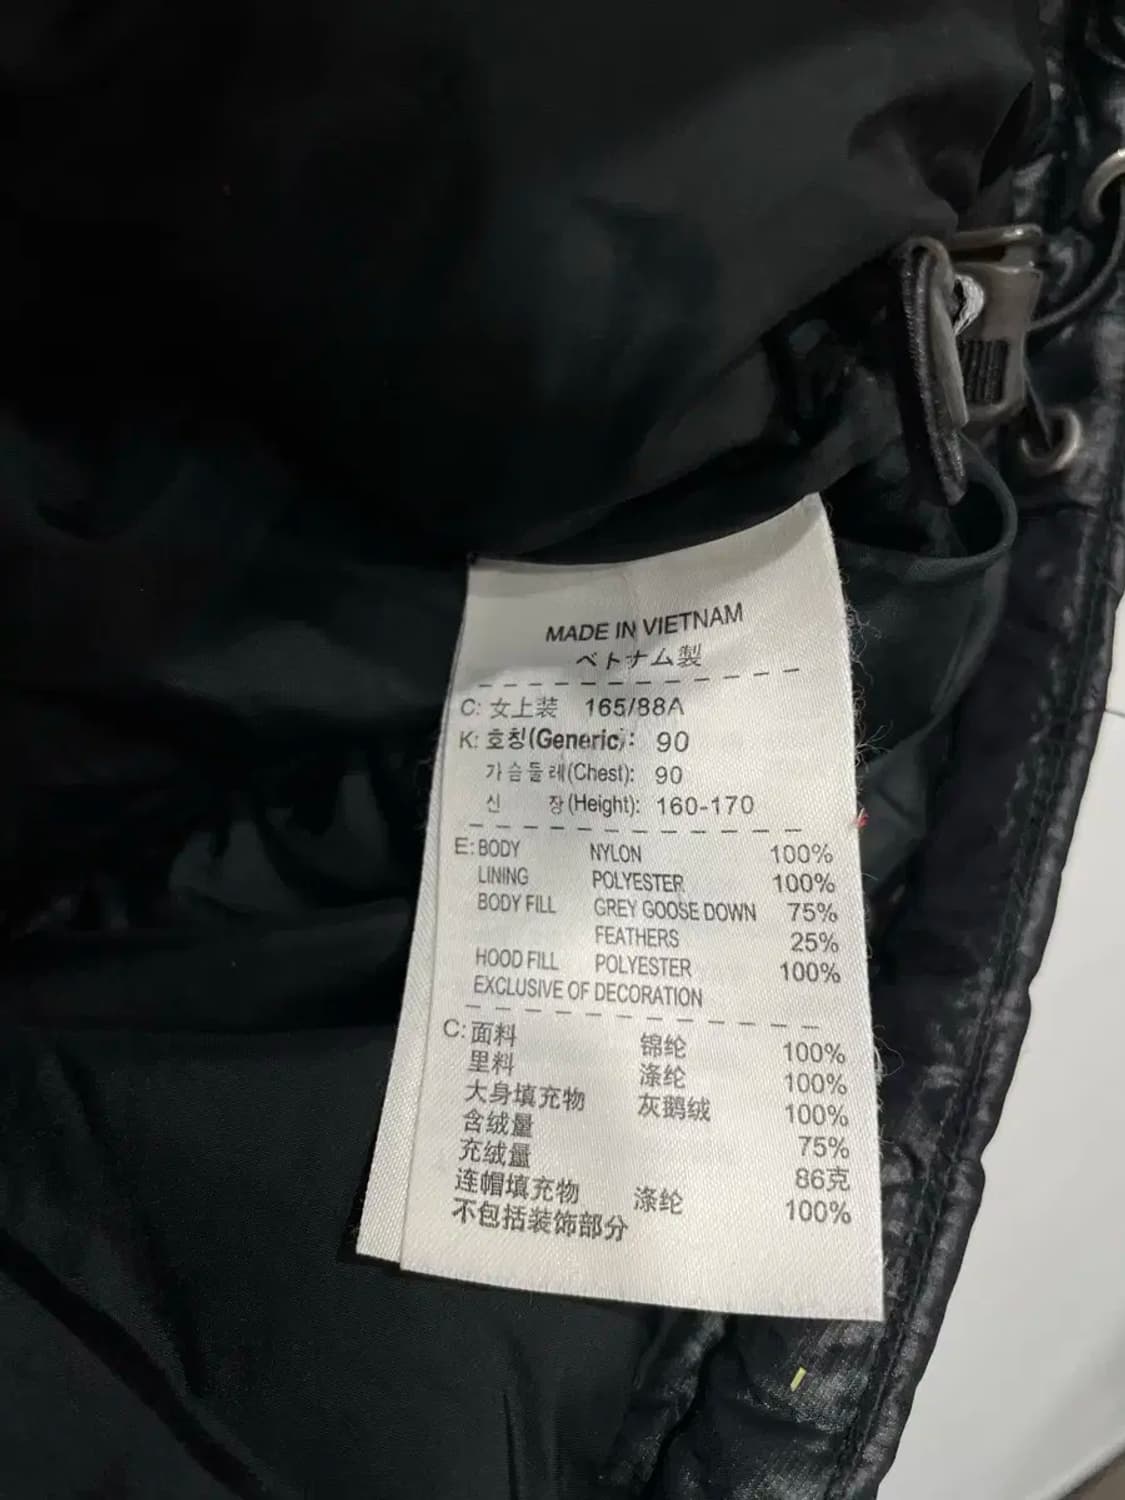 MADE IN VIETNAM
ベトナム製
C: 女上装 165/88A
K: 호칭(Generic): 90
가슴둘레(Chest): 90
신 장(Height): 160-170
E: BODY NYLON 100%
LINING POLYESTER 100%
BODY FILL GREY GOOSE DOWN 75%
FEATHERS 25%
HOOD FILL POLYESTER 100%
EXCLUSIVE OF DECORATION
C: 面料 锦纶 100%
里料 涤纶 100%
大身填充物 灰鹅绒 100%
含绒量 75%
充绒量 86克
连帽填充物 涤纶 100%
不包括装饰部分